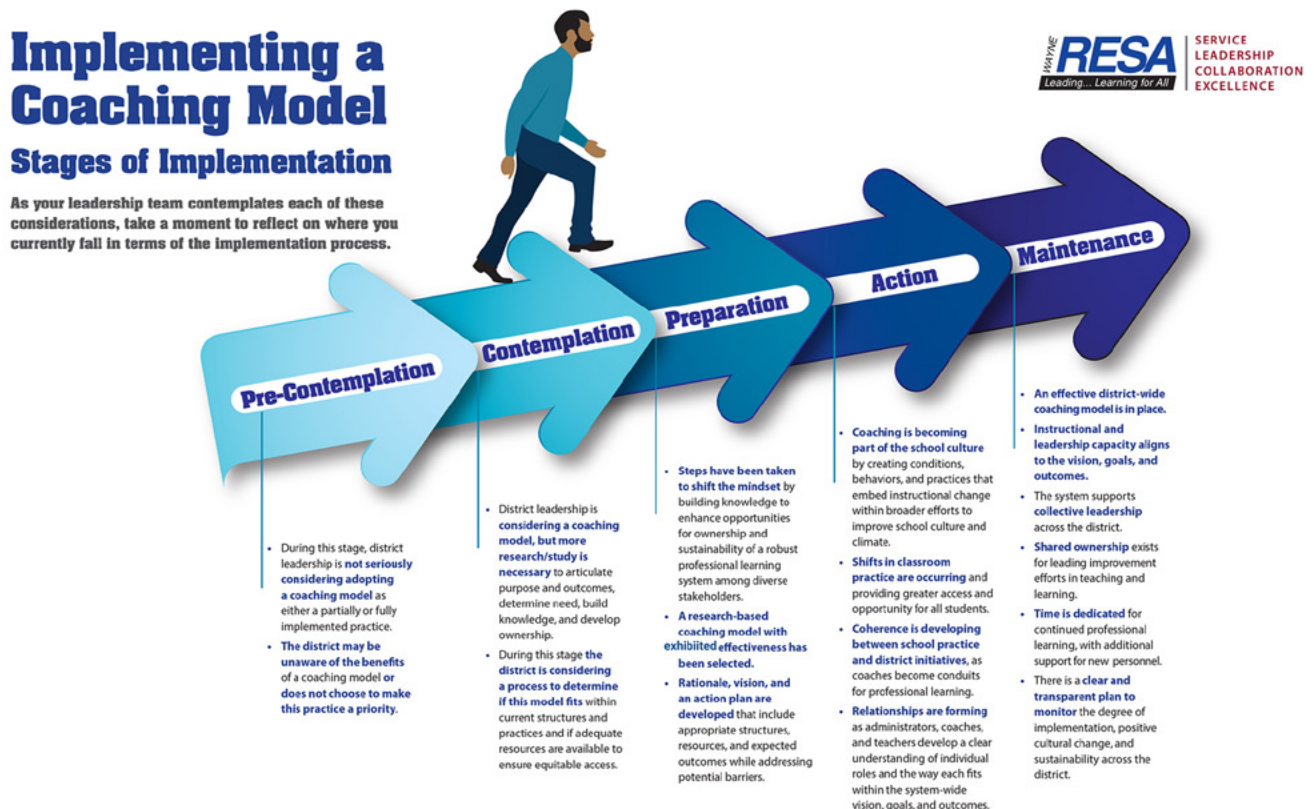 Implementing a
Coaching Model
Stages of Implementation
As your leadership team contemplates each of these
considerations, take a moment to reflect on where you
currently fall in terms of the implementation process.
WAYNE
RESA
Leading... Learning for All
SERVICE
LEADERSHIP
COLLABORATION
EXCELLENCE
Pre-Contemplation
Contemplation
Preparation
Action
Maintenance
• During this stage, district
leadership is not seriously
considering adopting
a coaching model as
either a partially or fully
implemented practice.
• The district may be
unaware of the benefits
of a coaching model or
does not choose to make
this practice a priority.
• District leadership is
considering a coaching
model, but more
research/study is
necessary to articulate
purpose and outcomes,
determine need, build
knowledge, and develop
ownership.
• During this stage the
district is considering
a process to determine
if this model fits within
current structures and
practices and if adequate
resources are available to
ensure equitable access.
• Steps have been taken
to shift the mindset by
building knowledge to
enhance opportunities
for ownership and
sustainability of a robust
professional learning
system among diverse
stakeholders.
• A research-based
coaching model with
exhibiited effectiveness has
been selected.
• Rationale, vision, and
an action plan are
developed that include
appropriate structures,
resources, and expected
outcomes while addressing
potential barriers.
• Coaching is becoming
part of the school culture
by creating conditions,
behaviors, and practices that
embed instructional change
within broader efforts to
improve school culture and
climate.
• Shifts in classroom
practice are occurring and
providing greater access and
opportunity for all students.
• Coherence is developing
between school practice
and district initiatives, as
coaches become conduits
for professional learning.
• Relationships are forming
as administrators, coaches,
and teachers develop a clear
understanding of individual
roles and the way each fits
within the system-wide
vision, goals, and outcomes.
• An effective district-wide
coaching model is in place.
• Instructional and
leadership capacity aligns
to the vision, goals, and
outcomes.
• The system supports
collective leadership
across the district.
• Shared ownership exists
for leading improvement
efforts in teaching and
learning.
• Time is dedicated for
continued professional
learning, with additional
support for new personnel.
• There is a clear and
transparent plan to
monitor the degree of
implementation, positive
cultural change, and
sustainability across the
district.